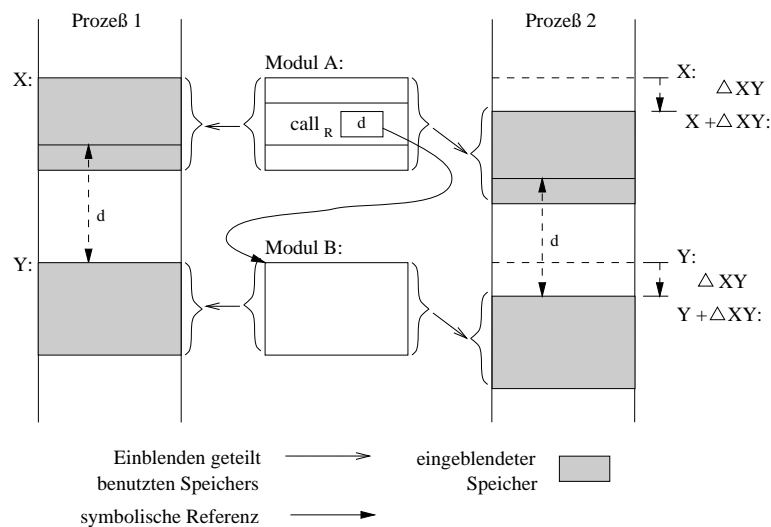 Prozeß 1
Prozeß 2
X:
Modul A:
X:
△XY
call R d
X + △XY:
d
d
Y:
Modul B:
Y:
△XY
Y + △XY:
Einblenden geteilt
benutzten Speichers
eingeblendeter
Speicher
symbolische Referenz